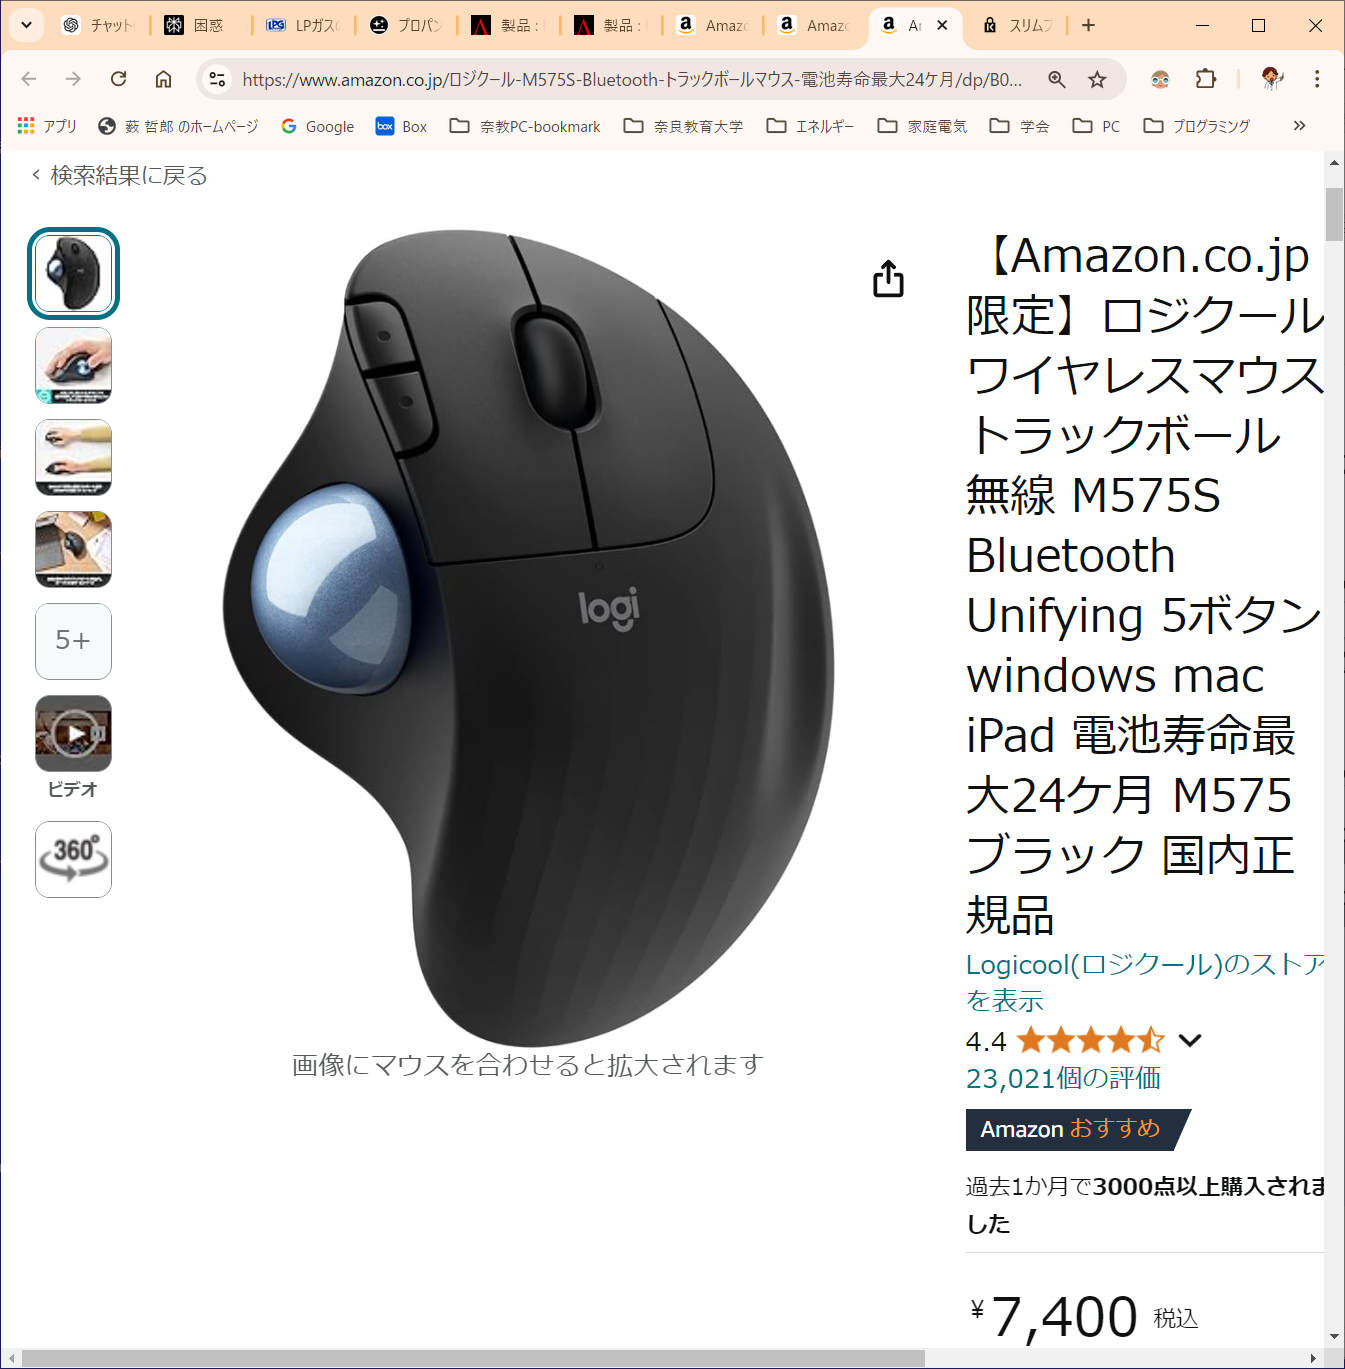 チャット
困惑
LPガスの
プロパン
製品：
製品：
Amazo
Amazo
Ar
スリムフ
https://www.amazon.co.jp/ロジクール-M575S-Bluetooth-トラックボールマウス-電池寿命最大24ケ月/dp/B0...
アプリ
薮 哲郎 のホームページ
Google
box
Box
奈教PC-bookmark
奈良教育大学
エネルギー
家庭電気
学会
PC
プログラミング
検索結果に戻る
5+
ビデオ
360°
logi
画像にマウスを合わせると拡大されます
【Amazon.co.jp
限定】ロジクール
ワイヤレスマウス
トラックボール
無線 M575S
Bluetooth
Unifying 5ボタン
windows mac
iPad 電池寿命最
大24ケ月 M575
ブラック 国内正
規品
Logicool(ロジクール)のストア
を表示
4.4
23,021個の評価
Amazon おすすめ
過去1か月で3000点以上購入されま
した
¥7,400 税込